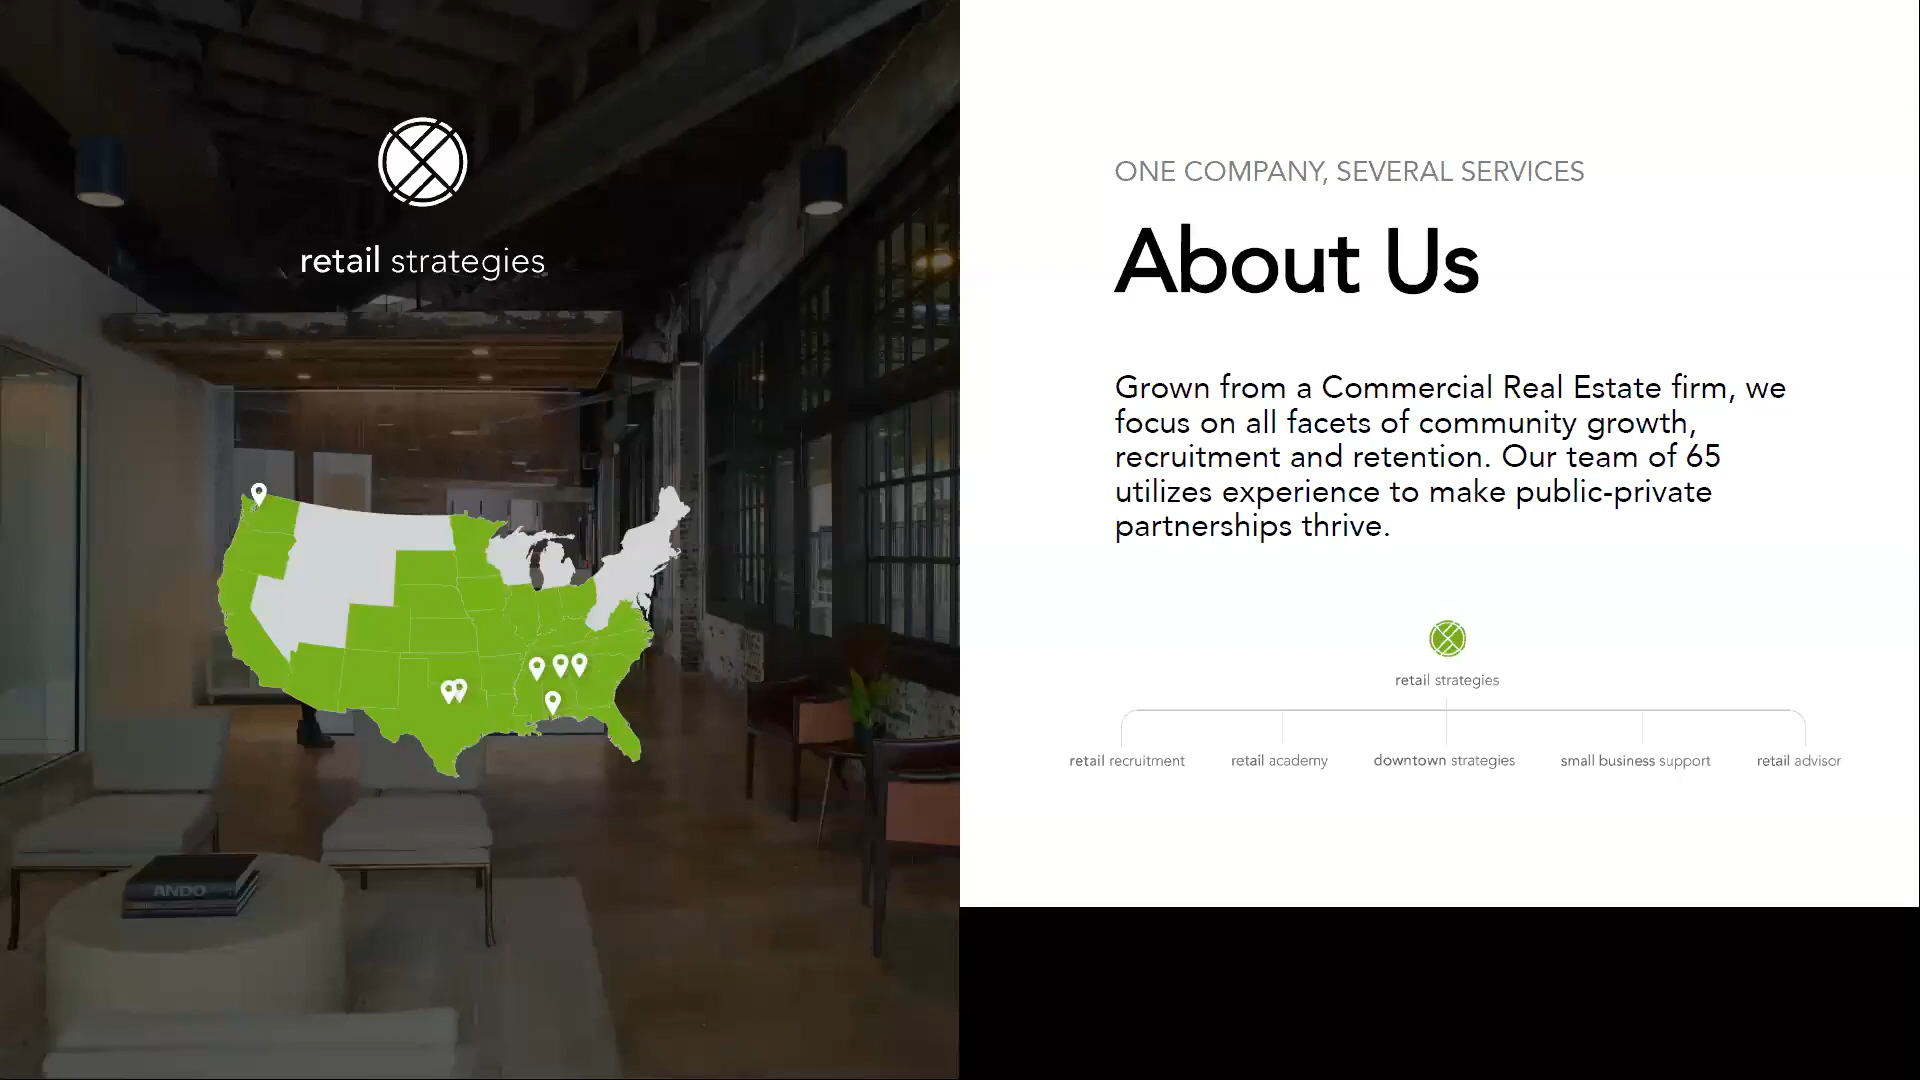 retail strategies
ANDO
ONE COMPANY, SEVERAL SERVICES
About Us
Grown from a Commercial Real Estate firm, we
focus on all facets of community growth,
recruitment and retention. Our team of 65
utilizes experience to make public-private
partnerships thrive.
retail strategies
retail recruitment
retail academy
downtown strategies
small business support
retail advisor